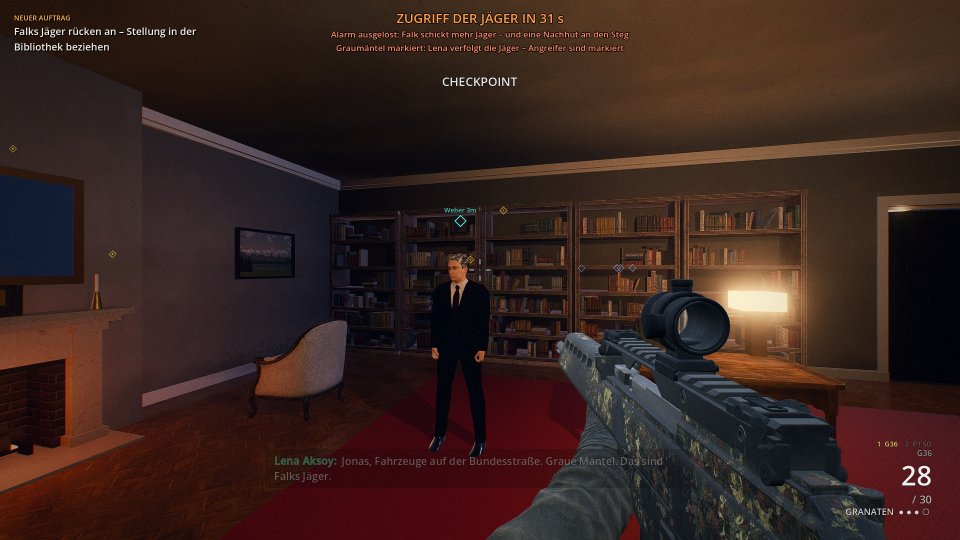 NEUER AUFTRAG
Falks Jäger rücken an – Stellung in der
Bibliothek beziehen
ZUGRIFF DER JÄGER IN 31 s
Alarm ausgelöst: Falk schickt mehr Jäger – und eine Nachhut an den Steg
Graumäntel markiert: Lena verfolgt die Jäger – Angreifer sind markiert
CHECKPOINT
Weber 3m
Lena Aksoy: Jonas, Fahrzeuge auf der Bundesstraße. Graue Mäntel. Das sind
Falks Jäger.
1 G36 2 P1 SD
G36
28
/ 30
GRANATEN